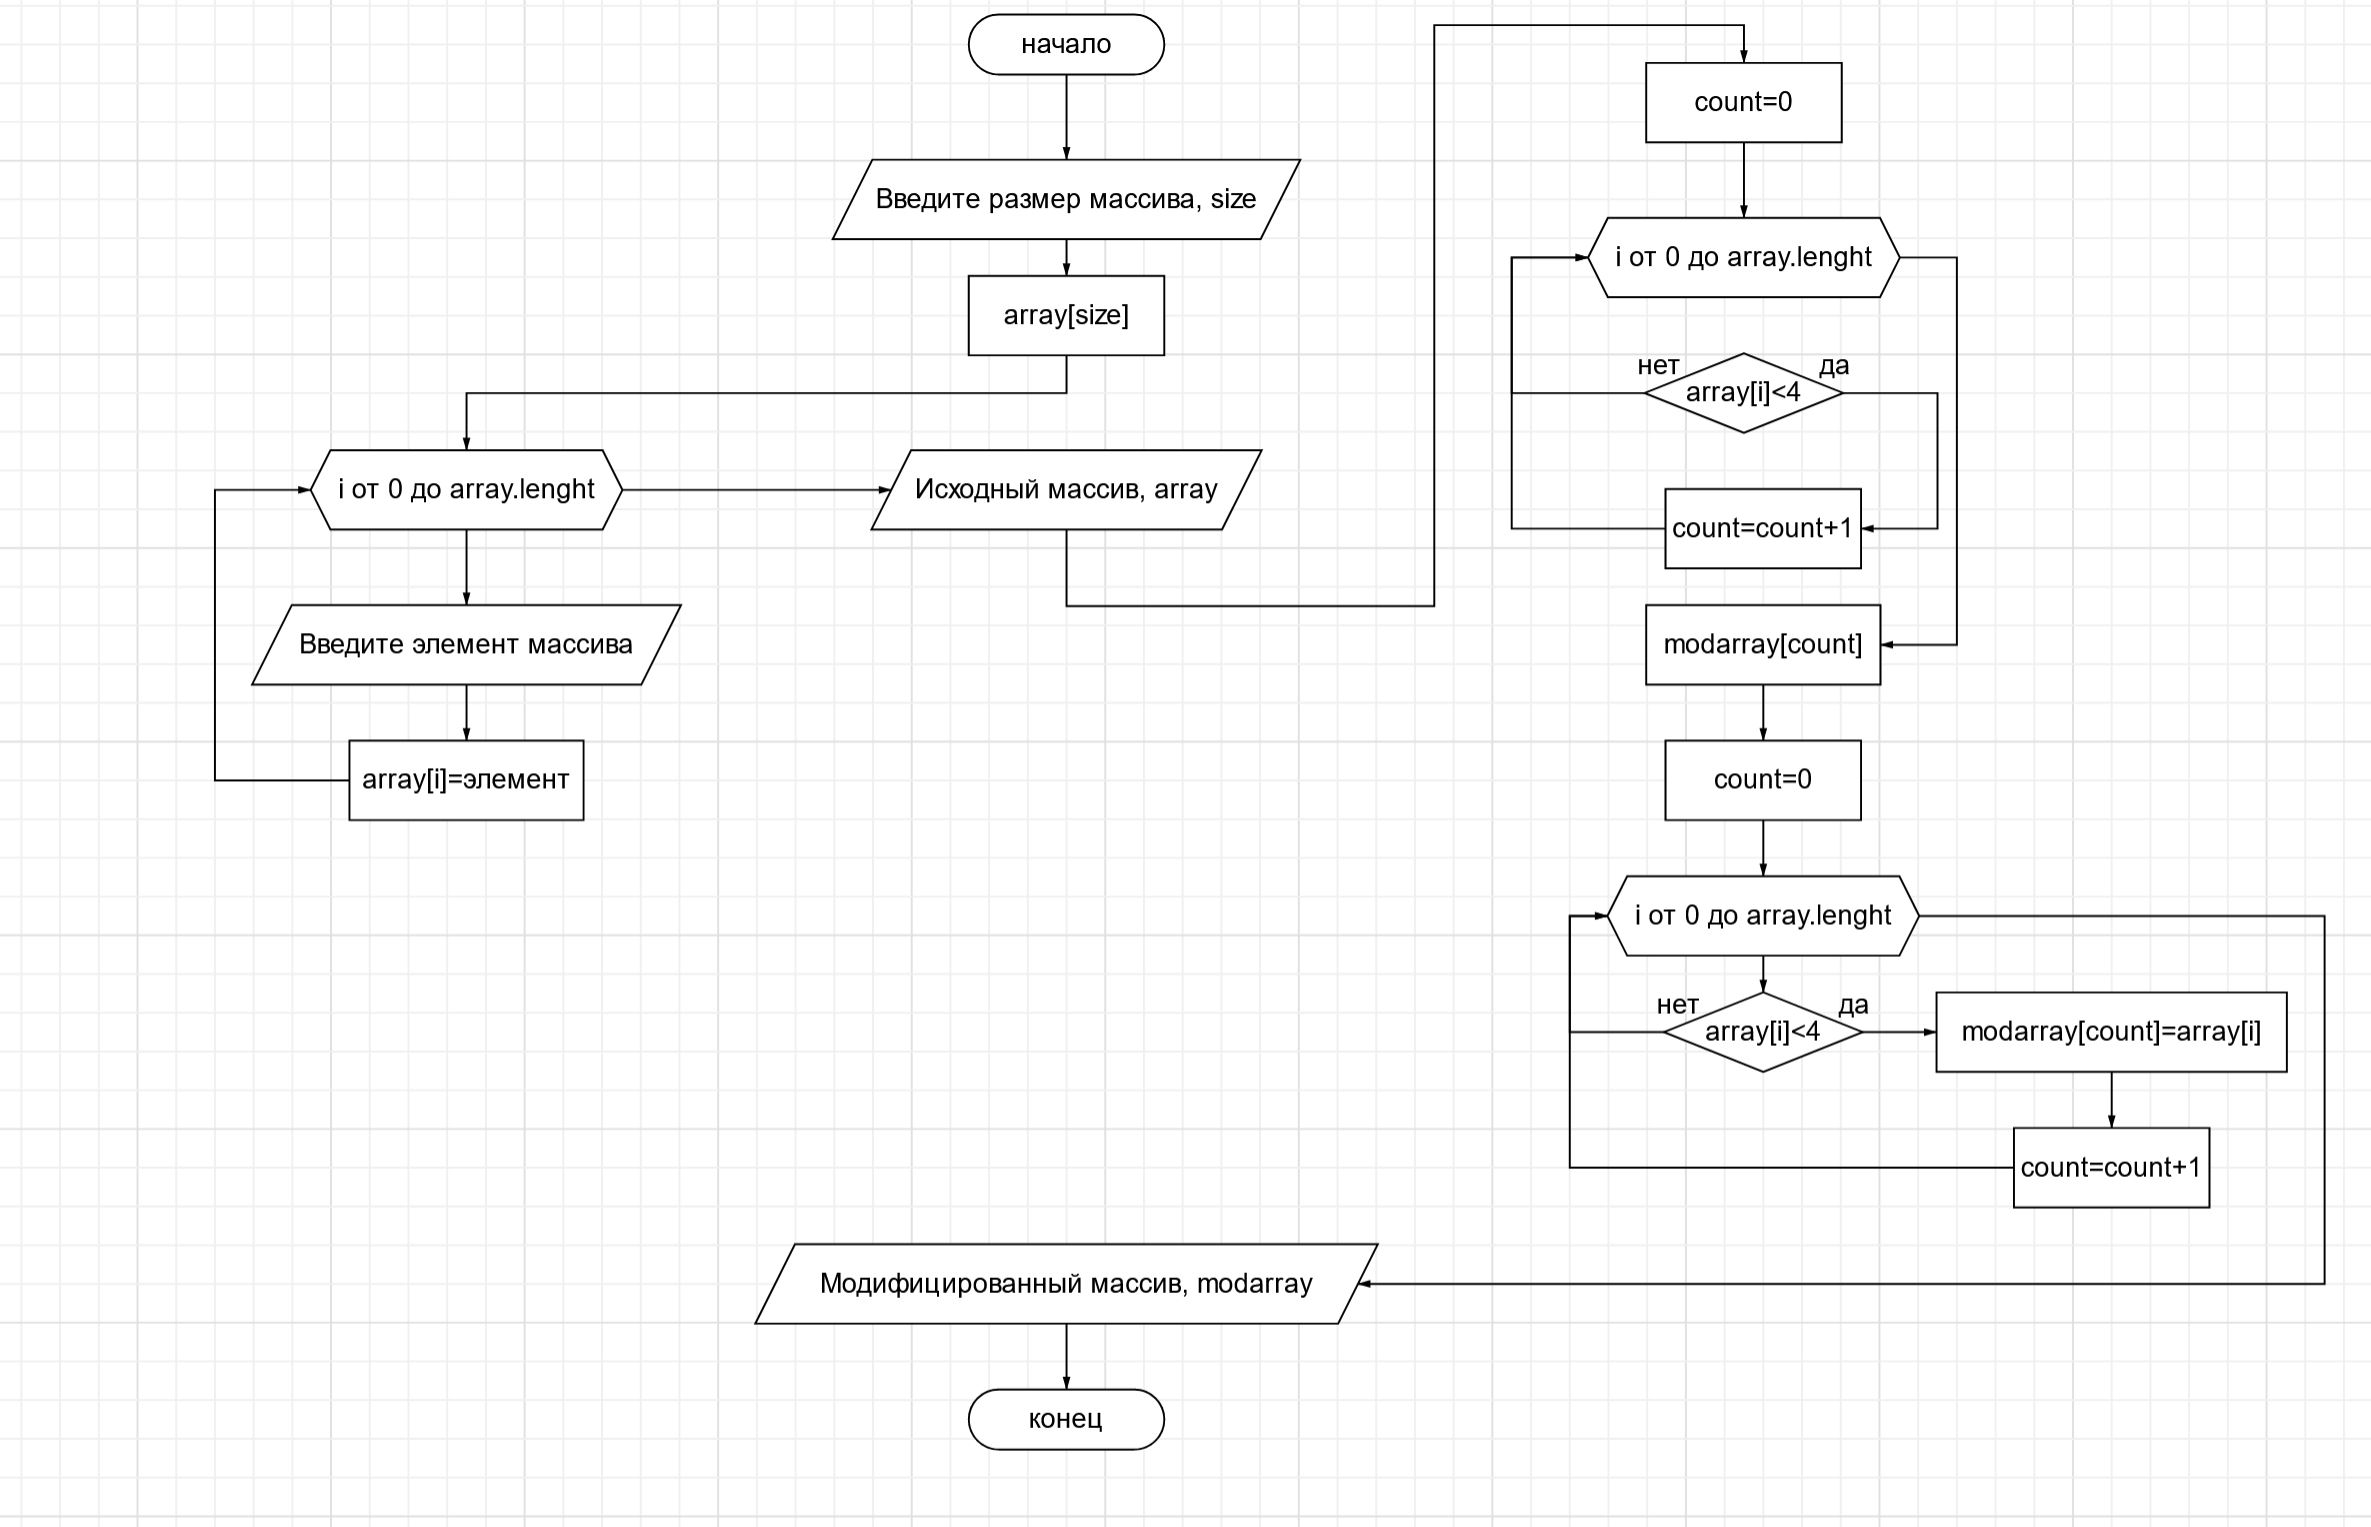 начало
Введите размер массива, size
array[size]
i от 0 до array.lenght
Введите элемент массива
array[i]=элемент
Исходный массив, array
count=0
i от 0 до array.lenght
нет
да
array[i]<4
count=count+1
modarray[count]
count=0
i от 0 до array.lenght
нет
да
array[i]<4
modarray[count]=array[i]
count=count+1
Модифицированный массив, modarray
конец